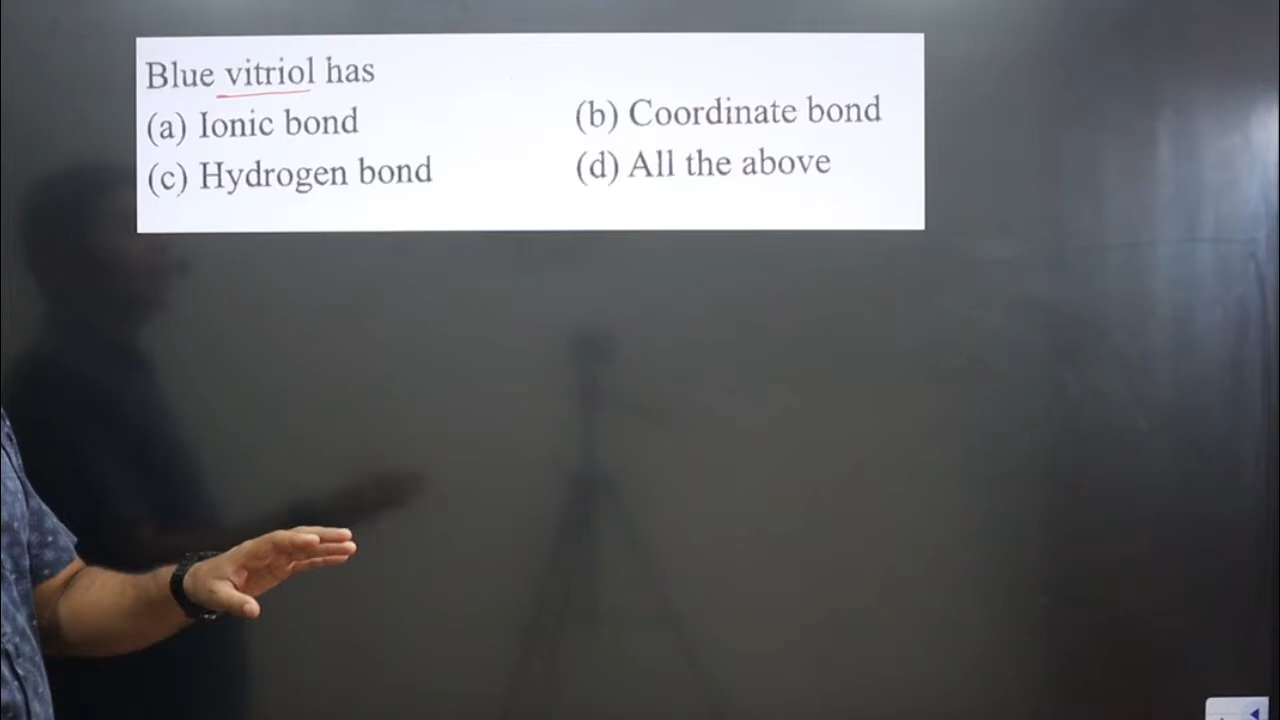 Blue vitriol has
(a) Ionic bond (b) Coordinate bond
(c) Hydrogen bond (d) All the above